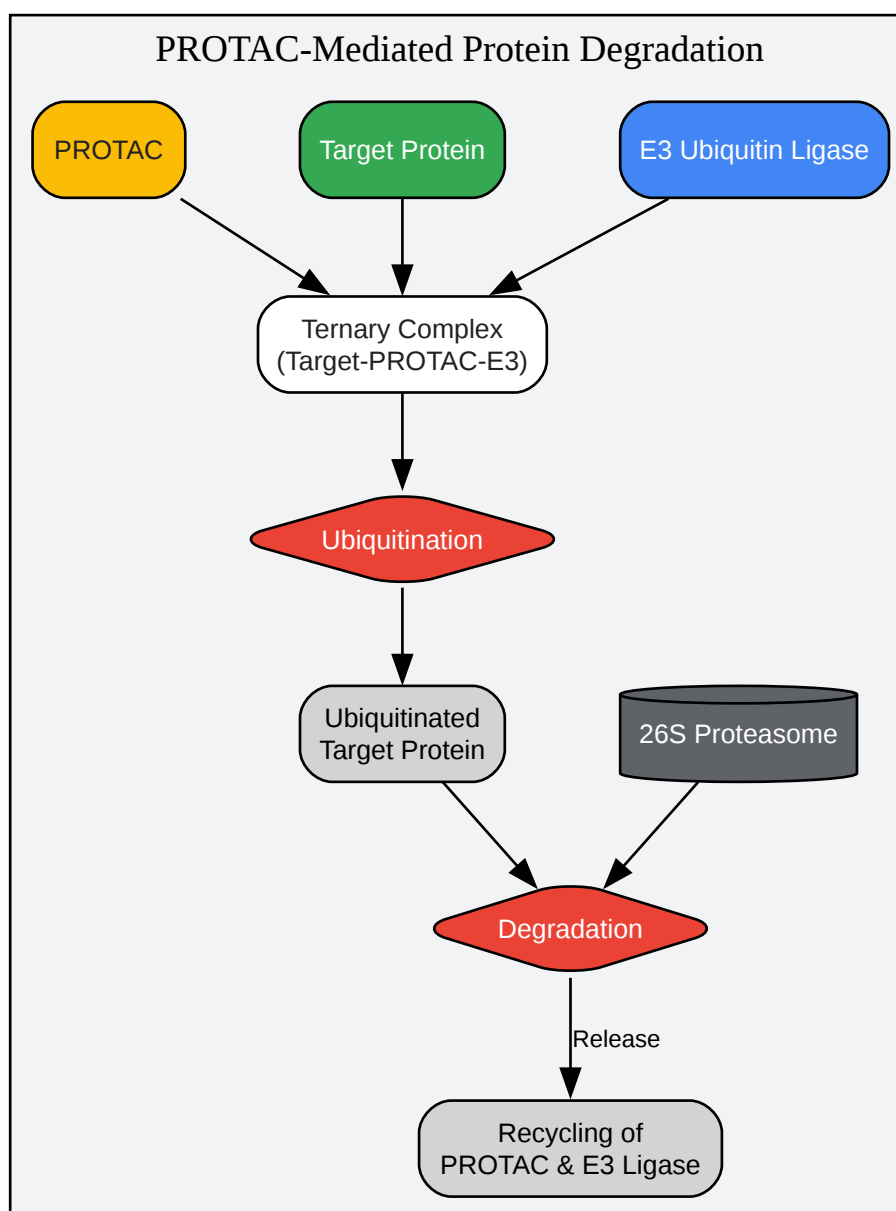 PROTAC-Mediated Protein Degradation
PROTAC
Target Protein
E3 Ubiquitin Ligase
Ternary Complex
(Target-PROTAC-E3)
Ubiquitination
Ubiquitinated
Target Protein
26S Proteasome
Degradation
Release
Recycling of
PROTAC & E3 Ligase